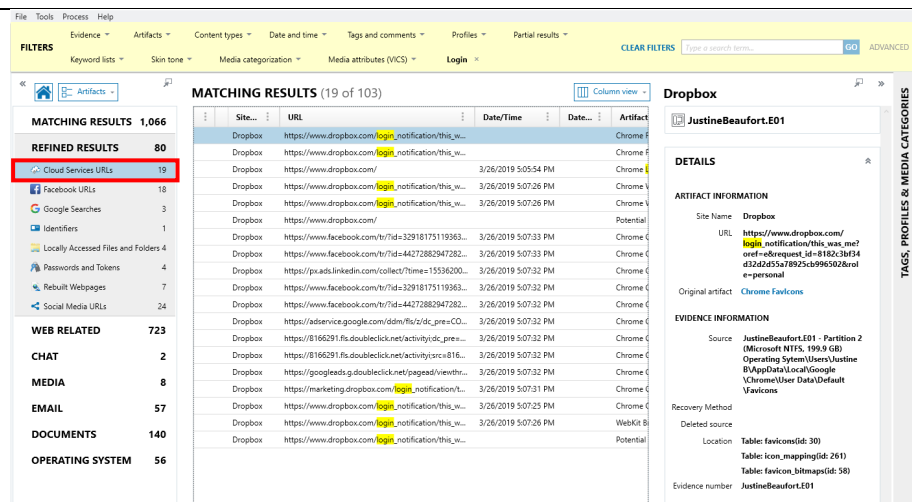 File Tools Process Help
FILTERS
Evidence Artifacts Content types Date and time Tags and comments Profiles Partial results
Keyword lists Skin tone Media categorization Media attributes (VICS) Login ×
CLEAR FILTERS Type a search term... GO ADVANCED
« Artifacts
MATCHING RESULTS 1,066
REFINED RESULTS 80
Cloud Services URLs 19
Facebook URLs 18
Google Searches 3
Identifiers 1
Locally Accessed Files and Folders 4
Passwords and Tokens 4
Rebuilt Webpages 7
Social Media URLs 24
WEB RELATED 723
CHAT 2
MEDIA 8
EMAIL 57
DOCUMENTS 140
OPERATING SYSTEM 56
MATCHING RESULTS (19 of 103) Column view
Site... URL Date/Time Date... Artifact
Dropbox https://www.dropbox.com/login_notification/this_w... Chrome F
Dropbox https://www.dropbox.com/login_notification/this_w... Chrome F
Dropbox https://www.dropbox.com/ 3/26/2019 5:05:54 PM Chrome L
Dropbox https://www.dropbox.com/login_notification/this_w... 3/26/2019 5:07:26 PM Chrome V
Dropbox https://www.dropbox.com/login_notification/this_w... 3/26/2019 5:07:26 PM Chrome V
Dropbox https://www.dropbox.com/ Potential
Dropbox https://www.facebook.com/tr/?id=32918175119363... 3/26/2019 5:07:33 PM Chrome C
Dropbox https://www.facebook.com/tr/?id=44272882947282... 3/26/2019 5:07:33 PM Chrome C
Dropbox https://px.ads.linkedin.com/collect/?time=15536200... 3/26/2019 5:07:32 PM Chrome C
Dropbox https://www.facebook.com/tr/?id=32918175119363... 3/26/2019 5:07:32 PM Chrome C
Dropbox https://www.facebook.com/tr/?id=44272882947282... 3/26/2019 5:07:32 PM Chrome C
Dropbox https://adservice.google.com/ddm/fls/z/dc_pre=CO... 3/26/2019 5:07:32 PM Chrome C
Dropbox https://8166291.fls.doubleclick.net/activityi;dc_pre=... 3/26/2019 5:07:32 PM Chrome C
Dropbox https://8166291.fls.doubleclick.net/activityi;src=816... 3/26/2019 5:07:32 PM Chrome C
Dropbox https://googleads.g.doubleclick.net/pagead/viewthr... 3/26/2019 5:07:32 PM Chrome C
Dropbox https://marketing.dropbox.com/login_notification/t... 3/26/2019 5:07:31 PM Chrome C
Dropbox https://www.dropbox.com/login_notification/this_w... 3/26/2019 5:07:25 PM Chrome C
Dropbox https://www.dropbox.com/login_notification/this_w... 3/26/2019 5:07:26 PM WebKit B
Dropbox https://www.dropbox.com/login_notification/this_w... Potential
Dropbox »
JustineBeaufort.E01
DETAILS
ARTIFACT INFORMATION
Site Name Dropbox
URL https://www.dropbox.com/
login_notification/this_was_me?
oref=e&request_id=8182c3bf34
d32d2d55a78925cb996502&rol
e=personal
Original artifact Chrome FavIcons
EVIDENCE INFORMATION
Source JustineBeaufort.E01 - Partition 2
(Microsoft NTFS, 199.9 GB)
Operating Sytem\Users\Justine
B\AppData\Local\Google
\Chrome\User Data\Default
\Favicons
Recovery Method
Deleted source
Location Table: favicons(id: 30)
Table: icon_mapping(id: 261)
Table: favicon_bitmaps(id: 58)
Evidence number JustineBeaufort.E01
TAGS, PROFILES & MEDIA CATEGORIES